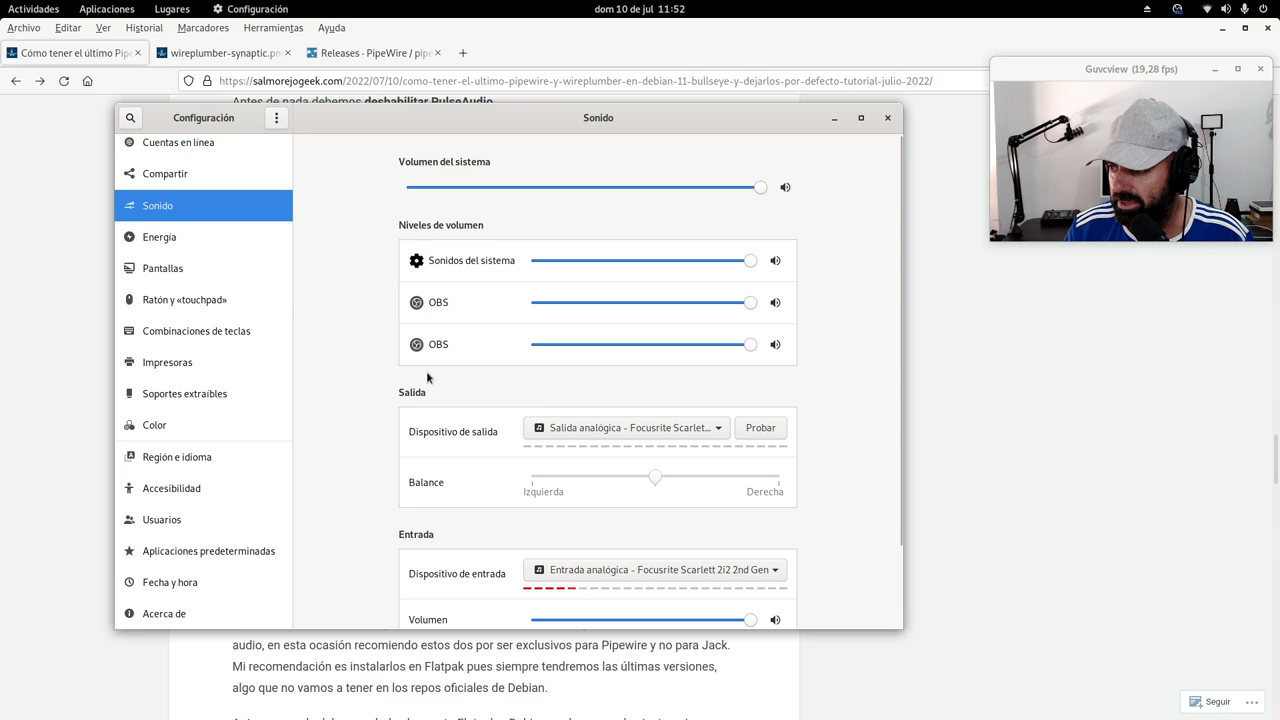 Actividades Aplicaciones Lugares Configuración dom 10 de jul 11:52
Archivo Editar Ver Historial Marcadores Herramientas Ayuda
Cómo tener el último Pipe
wireplumber-synaptic.pn
Releases · PipeWire / pipe
https://salmorejogeek.com/2022/07/10/como-tener-el-ultimo-pipewire-y-wireplumber-en-debian-11-bullseye-y-dejarlos-por-defecto-tutorial-julio-2022/
Guvcview (19,28 fps)
Antes de nada debemos deshabilitar PulseAudio
Configuración
Sonido
Cuentas en línea
Compartir
Sonido
Energía
Pantallas
Ratón y «touchpad»
Combinaciones de teclas
Impresoras
Soportes extraíbles
Color
Región e idioma
Accesibilidad
Usuarios
Aplicaciones predeterminadas
Fecha y hora
Acerca de
Volumen del sistema
Niveles de volumen
Sonidos del sistema
OBS
OBS
Salida
Dispositivo de salida Salida analógica - Focusrite Scarlet... Probar
Balance
Izquierda Derecha
Entrada
Dispositivo de entrada Entrada analógica - Focusrite Scarlett 2i2 2nd Gen
Volumen
audio, en esta ocasión recomiendo estos dos por ser exclusivos para Pipewire y no para Jack.
Mi recomendación es instalarlos en Flatpak pues siempre tendremos las últimas versiones,
algo que no vamos a tener en los repos oficiales de Debian.
Seguir